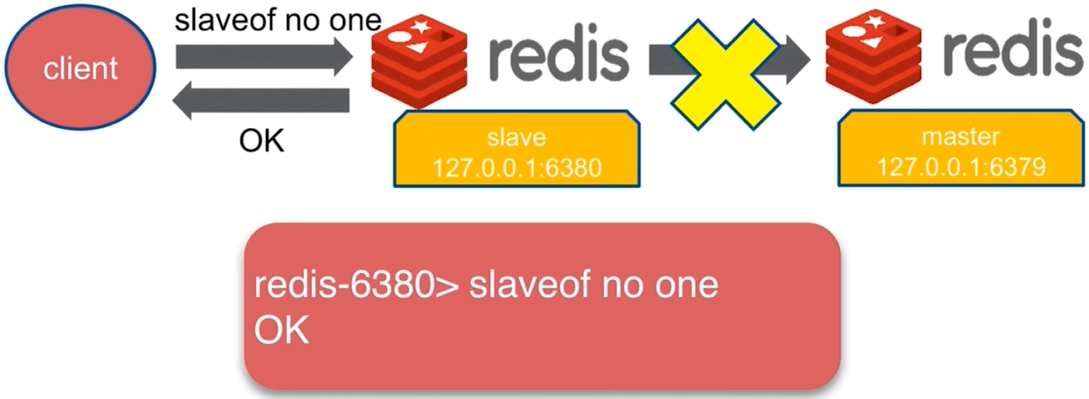 slaveof no one
client
redis
redis
OK
slave
127.0.0.1:6380
master
127.0.0.1:6379
redis-6380> slaveof no one
OK